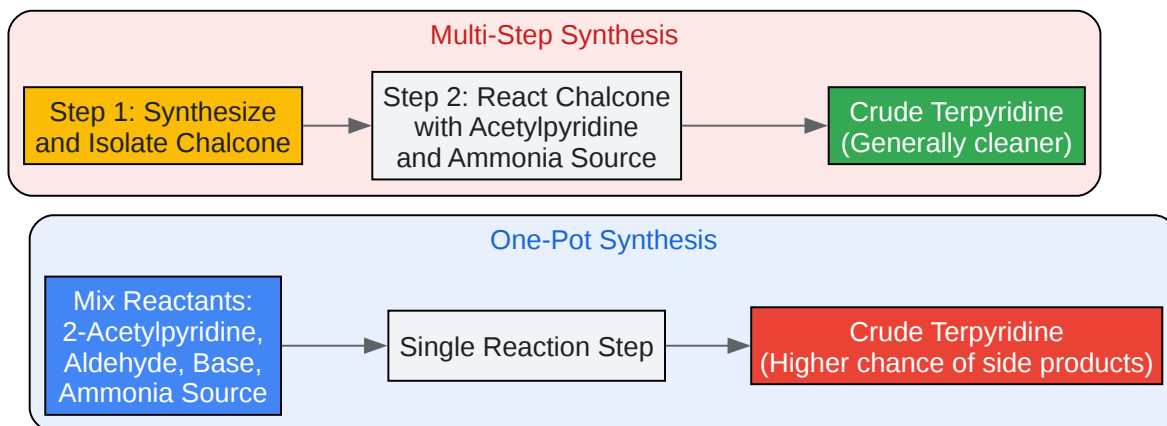 Multi-Step Synthesis
Step 1: Synthesize
and Isolate Chalcone
Step 2: React Chalcone
with Acetylpyridine
and Ammonia Source
Crude Terpyridine
(Generally cleaner)
One-Pot Synthesis
Mix Reactants:
2-Acetylpyridine,
Aldehyde, Base,
Ammonia Source
Single Reaction Step
Crude Terpyridine
(Higher chance of side products)